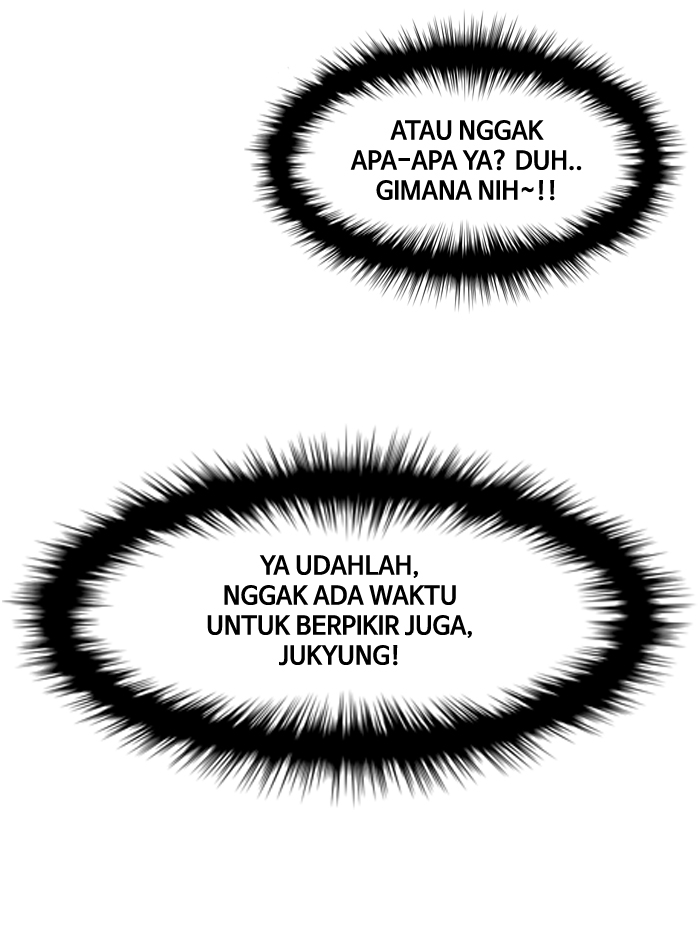 ATAU NGGAK
APA-APA YA? DUH..
GIMANA NIH~!!
YA UDAHLAH,
NGGAK ADA WAKTU
UNTUK BERPIKIR JUGA,
JUKYUNG!